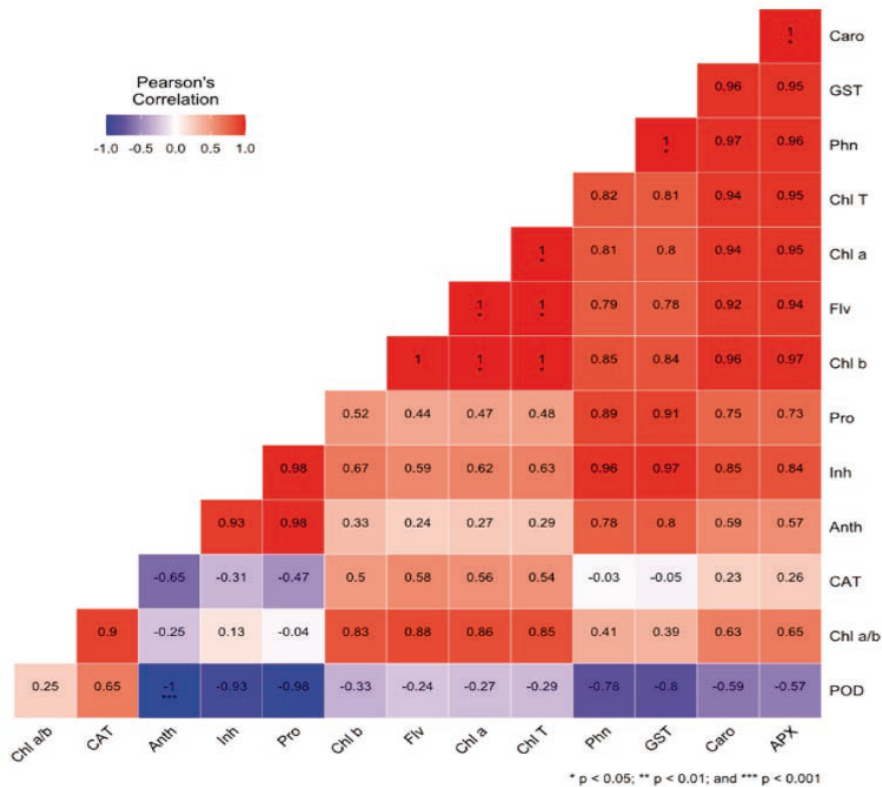 1
*
Caro
Pearson's
Correlation
-1.0 -0.5 0.0 0.5 1.0
0.96 0.95 GST
1 0.97 0.96 Phn
*
0.82 0.81 0.94 0.95 Chl T
1 0.81 0.8 0.94 0.95 Chl a
*
1 1 0.79 0.78 0.92 0.94 Flv
* *
1 1 1 0.85 0.84 0.96 0.97 Chl b
* *
0.52 0.44 0.47 0.48 0.89 0.91 0.75 0.73 Pro
0.98 0.67 0.59 0.62 0.63 0.96 0.97 0.85 0.84 Inh
0.93 0.98 0.33 0.24 0.27 0.29 0.78 0.8 0.59 0.57 Anth
-0.65 -0.31 -0.47 0.5 0.58 0.56 0.54 -0.03 -0.05 0.23 0.26 CAT
0.9 -0.25 0.13 -0.04 0.83 0.88 0.86 0.85 0.41 0.39 0.63 0.65 Chl a/b
0.25 0.65 -1 -0.93 -0.98 -0.33 -0.24 -0.27 -0.29 -0.78 -0.8 -0.59 -0.57 POD
***
Chl a/b CAT Anth Inh Pro Chl b Flv Chl a Chl T Phn GST Caro APX
* p < 0.05; ** p < 0.01; and *** p < 0.001